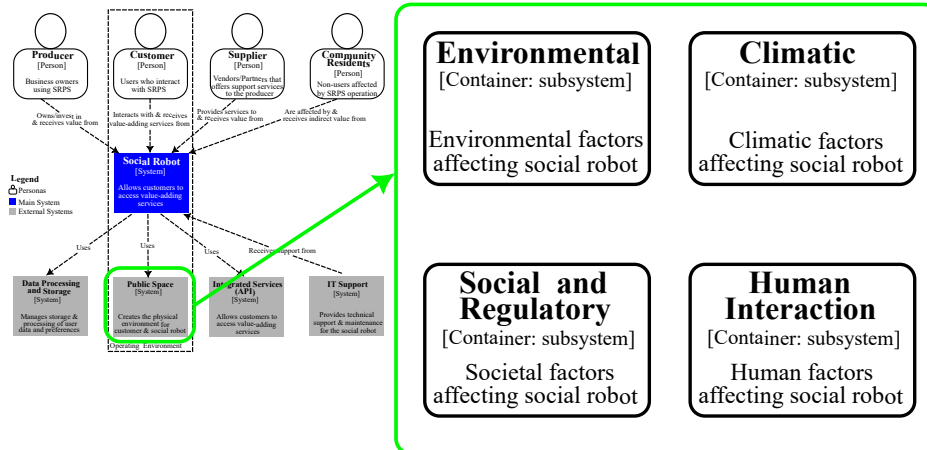 Producer
[Person]
Business owners
using SRPS
Customer
[Person]
Users who interact
with SRPS
Supplier
[Person]
Vendors/Partners that
offers support services
to the producer
Community
Residents
[Person]
Non-users affected
by SRPS operation
Owns/invest in
& receives value from
Interacts with & receives
value-adding services from
Provides services to
& receives value from
Are affected by &
receives indirect value from
Social Robot
[System]
Allows customers to
access value-adding
services
Legend
Personas
Main System
External Systems
Uses
Uses
Uses
Receives support from
Data Processing
and Storage
[System]
Manages storage &
processing of user
data and preferences
Public Space
[System]
Creates the physical
environment for
customer & social robot
Integrated Services
(API)
[System]
Allows customers to
access value-adding
services
IT Support
[System]
Provides technical
support & maintenance
for the social robot
Operating Environment
Environmental
[Container: subsystem]
Environmental factors
affecting social robot
Climatic
[Container: subsystem]
Climatic factors
affecting social robot
Social and
Regulatory
[Container: subsystem]
Societal factors
affecting social robot
Human
Interaction
[Container: subsystem]
Human factors
affecting social robot